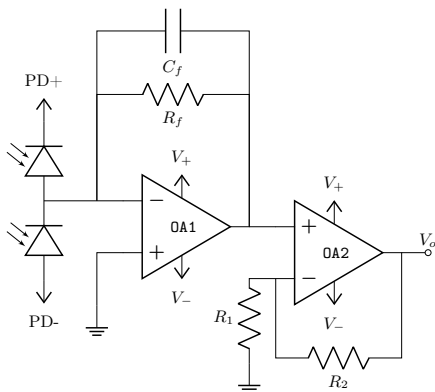 C_f
PD+
R_f
V_+
−
OA1
+
V_+
+
OA2
−
V_o
V_−
PD-
R_1
V_−
R_2